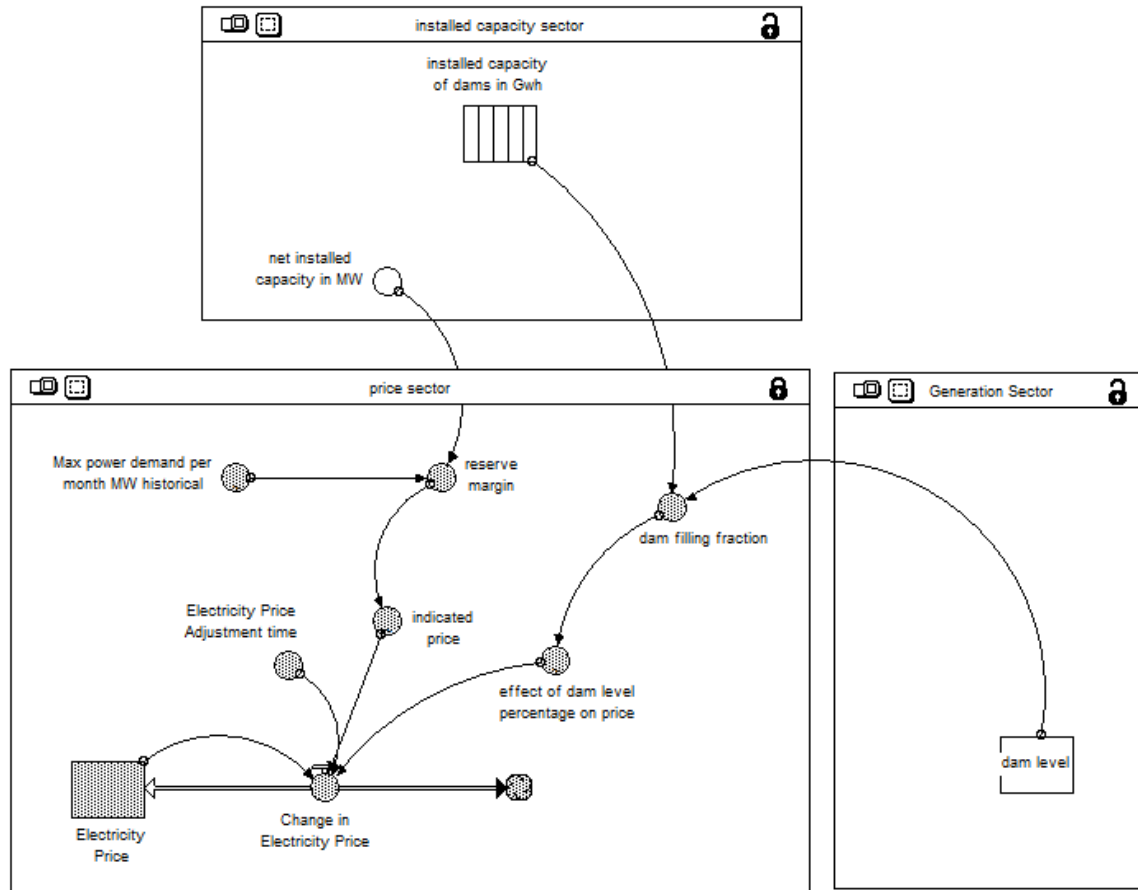 installed capacity sector
installed capacity
of dams in Gwh
net installed
capacity in MW
price sector
Generation Sector
Max power demand per
month MW historical
reserve
margin
dam filling fraction
Electricity Price
Adjustment time
indicated
price
effect of dam level
percentage on price
dam level
Electricity
Price
Change in
Electricity Price